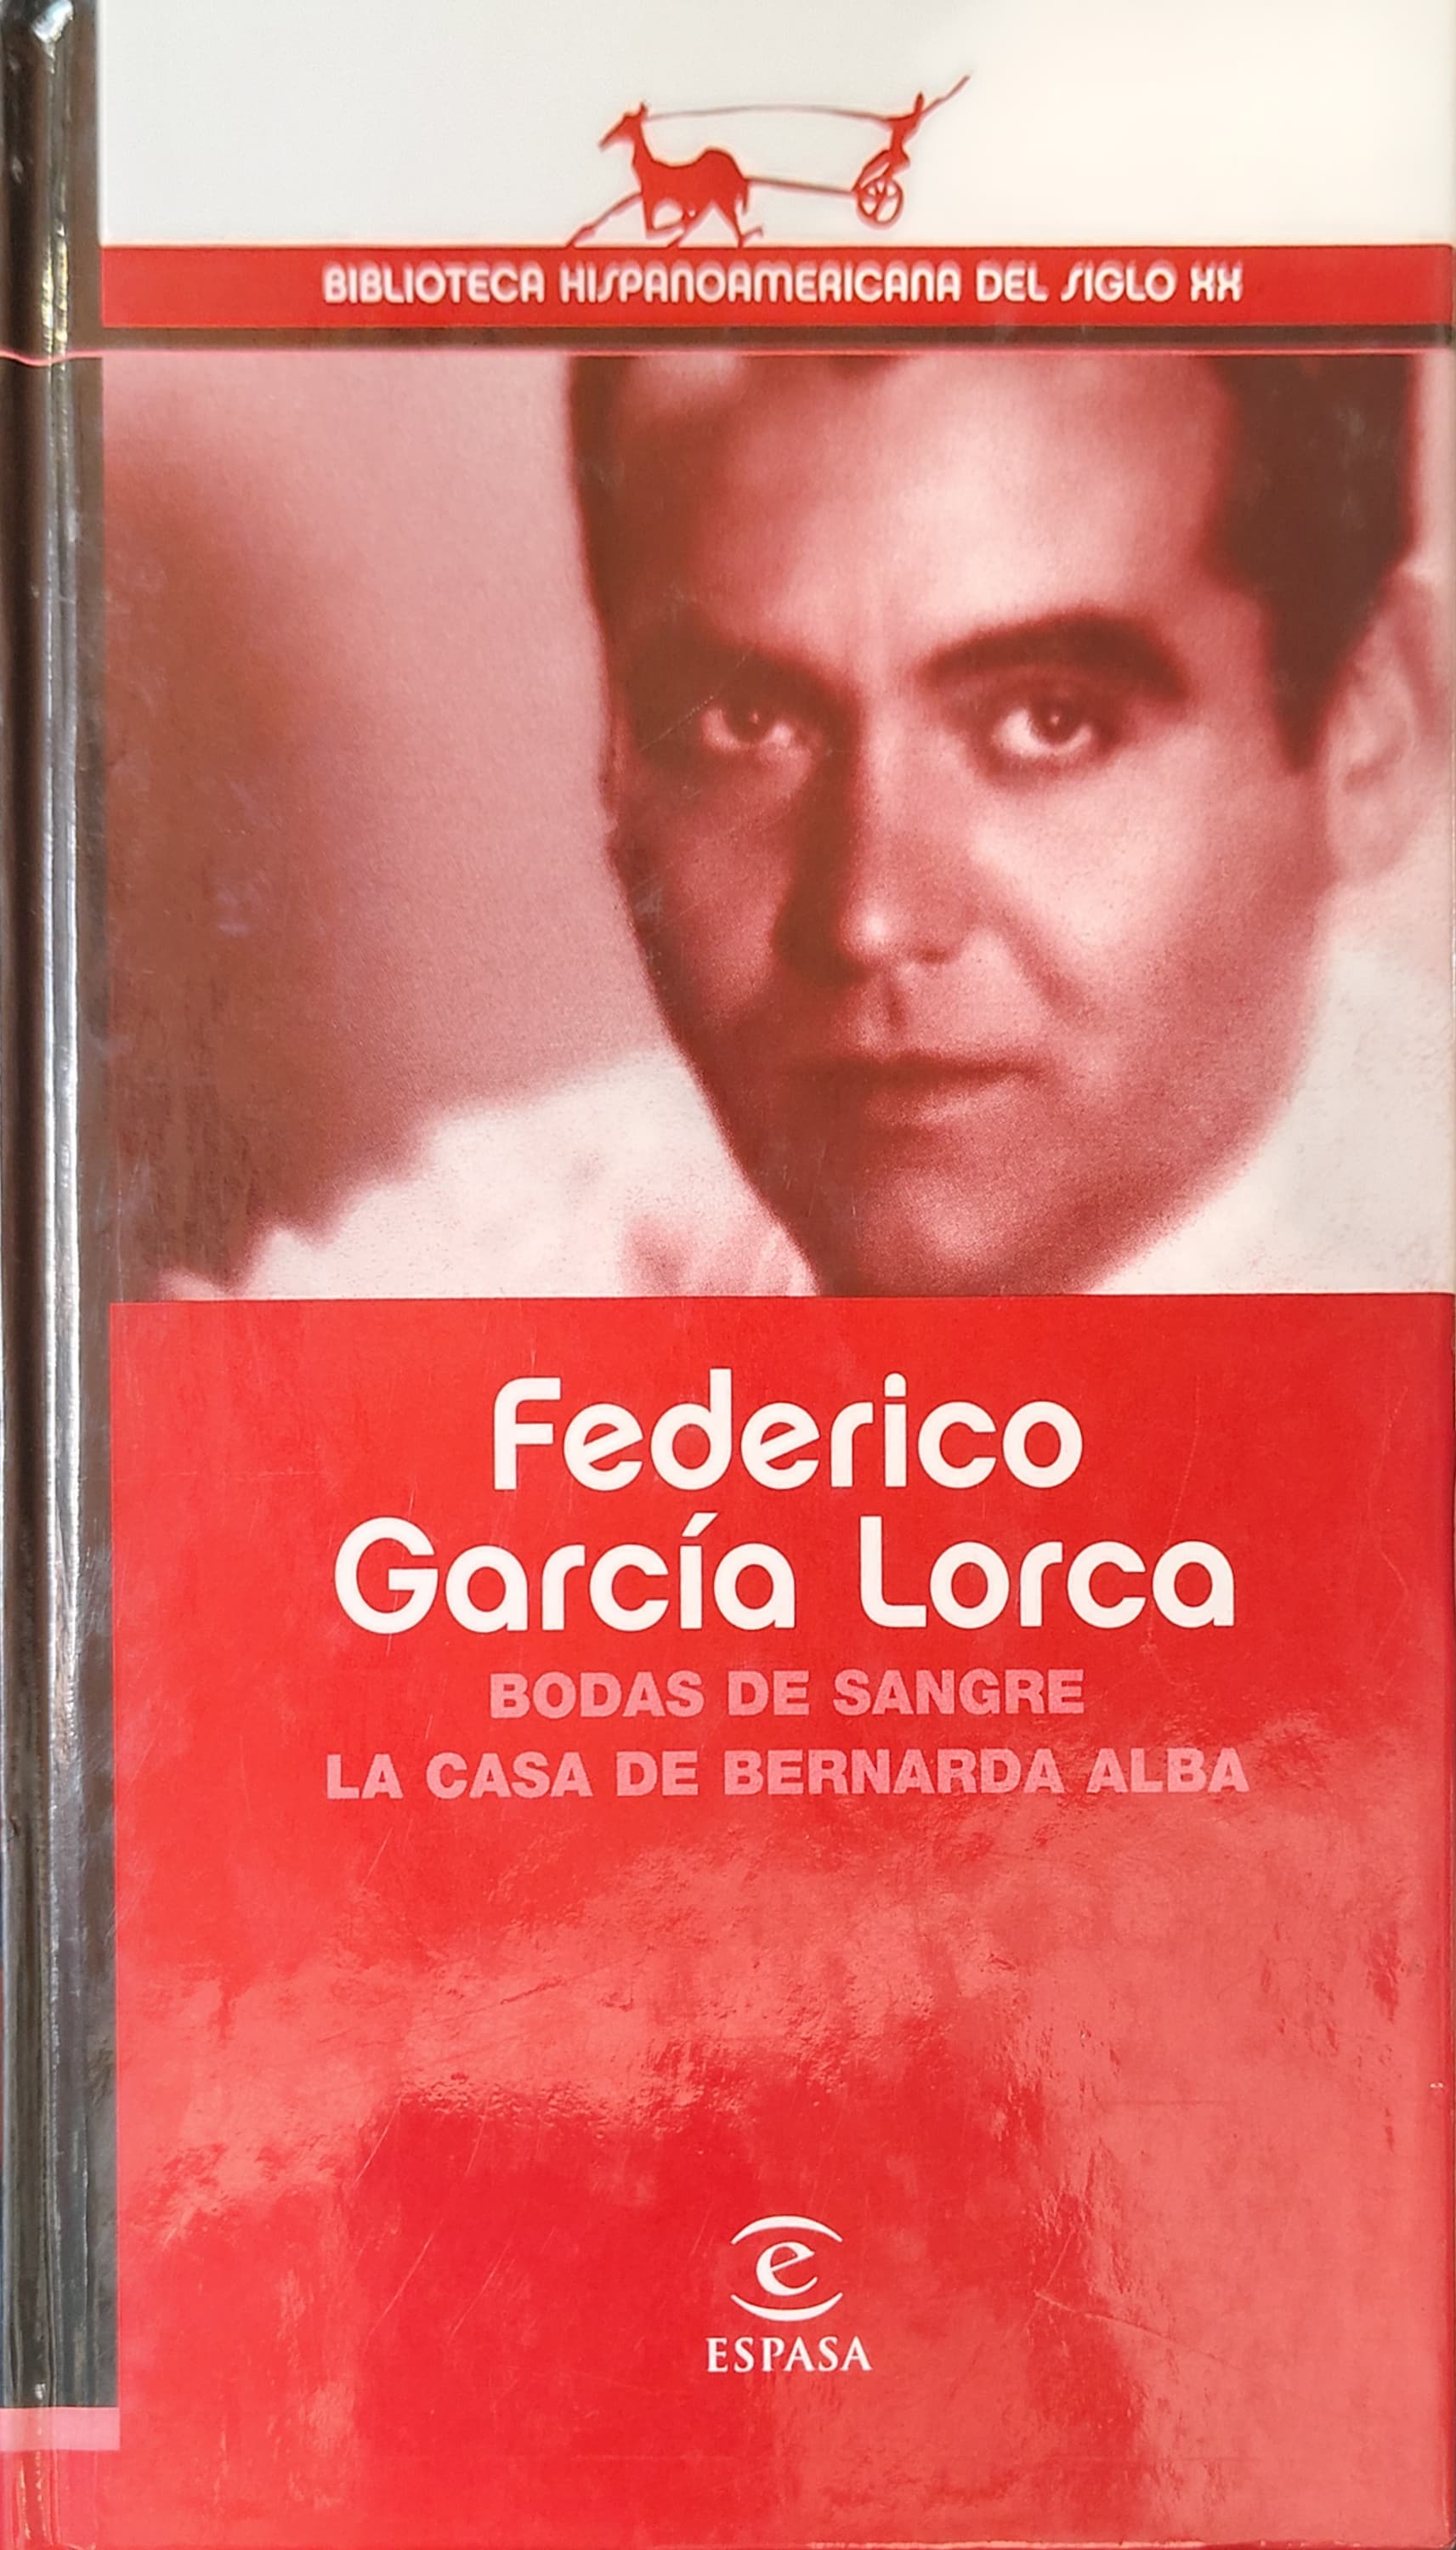 BIBLIOTECA HISPANOAMERICANA DEL SIGLO XX
Federico
García Lorca
BODAS DE SANGRE
LA CASA DE BERNARDA ALBA
e
ESPASA